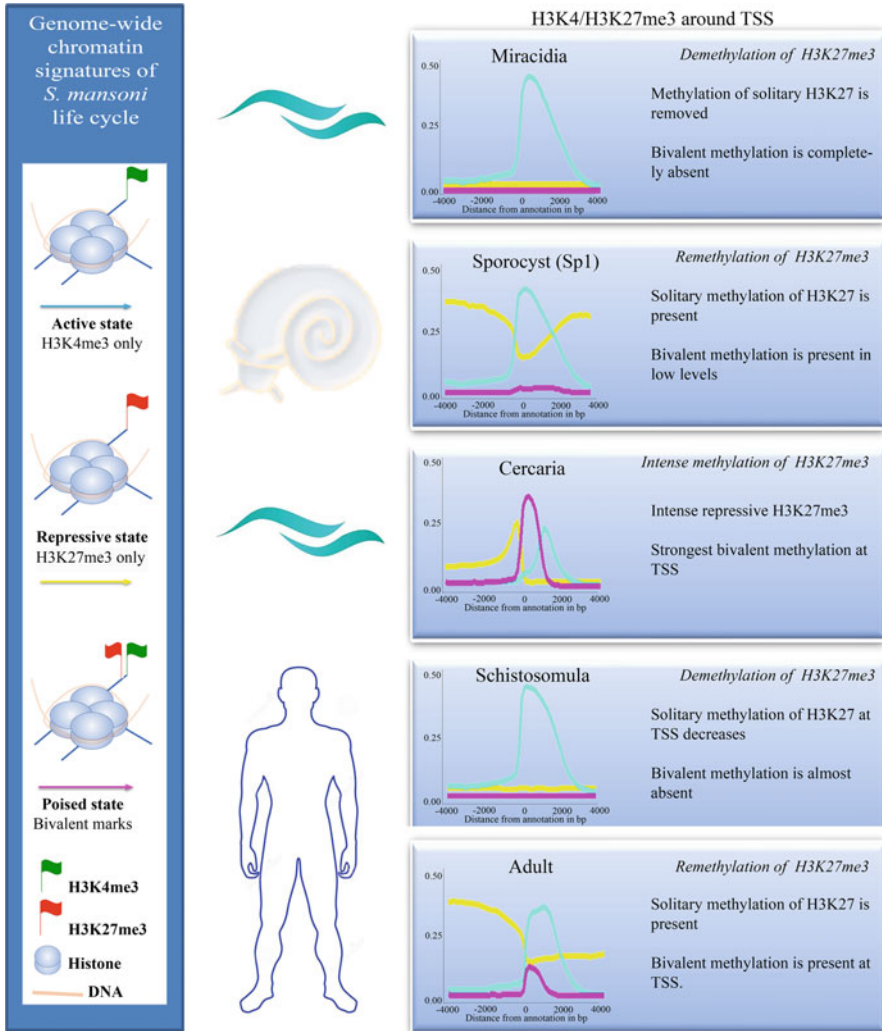 Genome-wide
chromatin
signatures of
S. mansoni
life cycle
Active state
H3K4me3 only
Repressive state
H3K27me3 only
Poised state
Bivalent marks
H3K4me3
H3K27me3
Histone
DNA
H3K4/H3K27me3 around TSS
Miracidia
Demethylation of H3K27me3
Methylation of solitary H3K27 is
removed
Bivalent methylation is complete-
ly absent
0.50
0.25
0.00
-4000 -2000 0 2000 4000
Distance from annotation in bp
Sporocyst (Sp1)
Remethylation of H3K27me3
Solitary methylation of H3K27 is
present
Bivalent methylation is present in
low levels
0.50
0.25
0.00
-4000 -2000 0 2000 4000
Distance from annotation in bp
Cercaria
Intense methylation of H3K27me3
Intense repressive H3K27me3
Strongest bivalent methylation at
TSS
0.50
0.25
0.00
-4000 -2000 0 2000 4000
Distance from annotation in bp
Schistosomula
Demethylation of H3K27me3
Solitary methylation of H3K27 at
TSS decreases
Bivalent methylation is almost
absent
0.50
0.25
0.00
-4000 -2000 0 2000 4000
Distance from annotation in bp
Adult
Remethylation of H3K27me3
Solitary methylation of H3K27 is
present
Bivalent methylation is present at
TSS.
0.50
0.25
0.00
-4000 -2000 0 2000 4000
Distance from annotation in bp